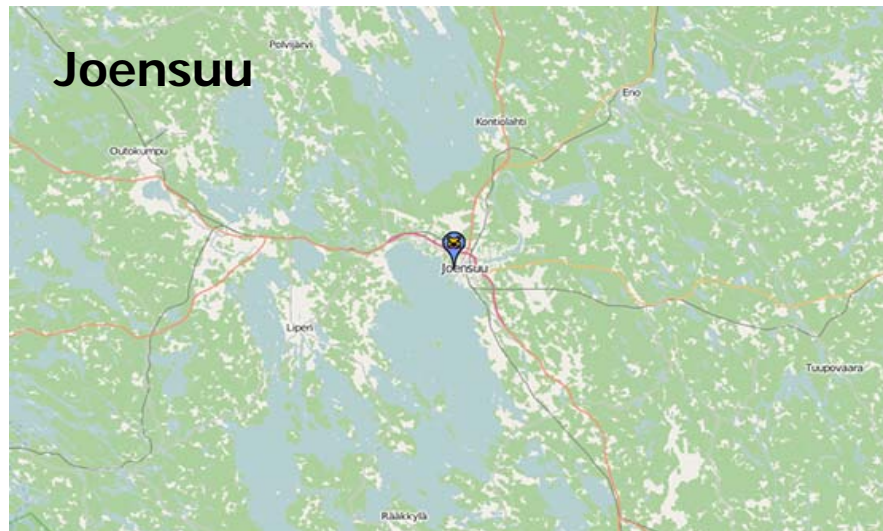 Polvijärvi
Joensuu
Eno
Kontiolahti
Outokumpu
Joensuu
Liperi
Tuupovaara
Rääkkylä